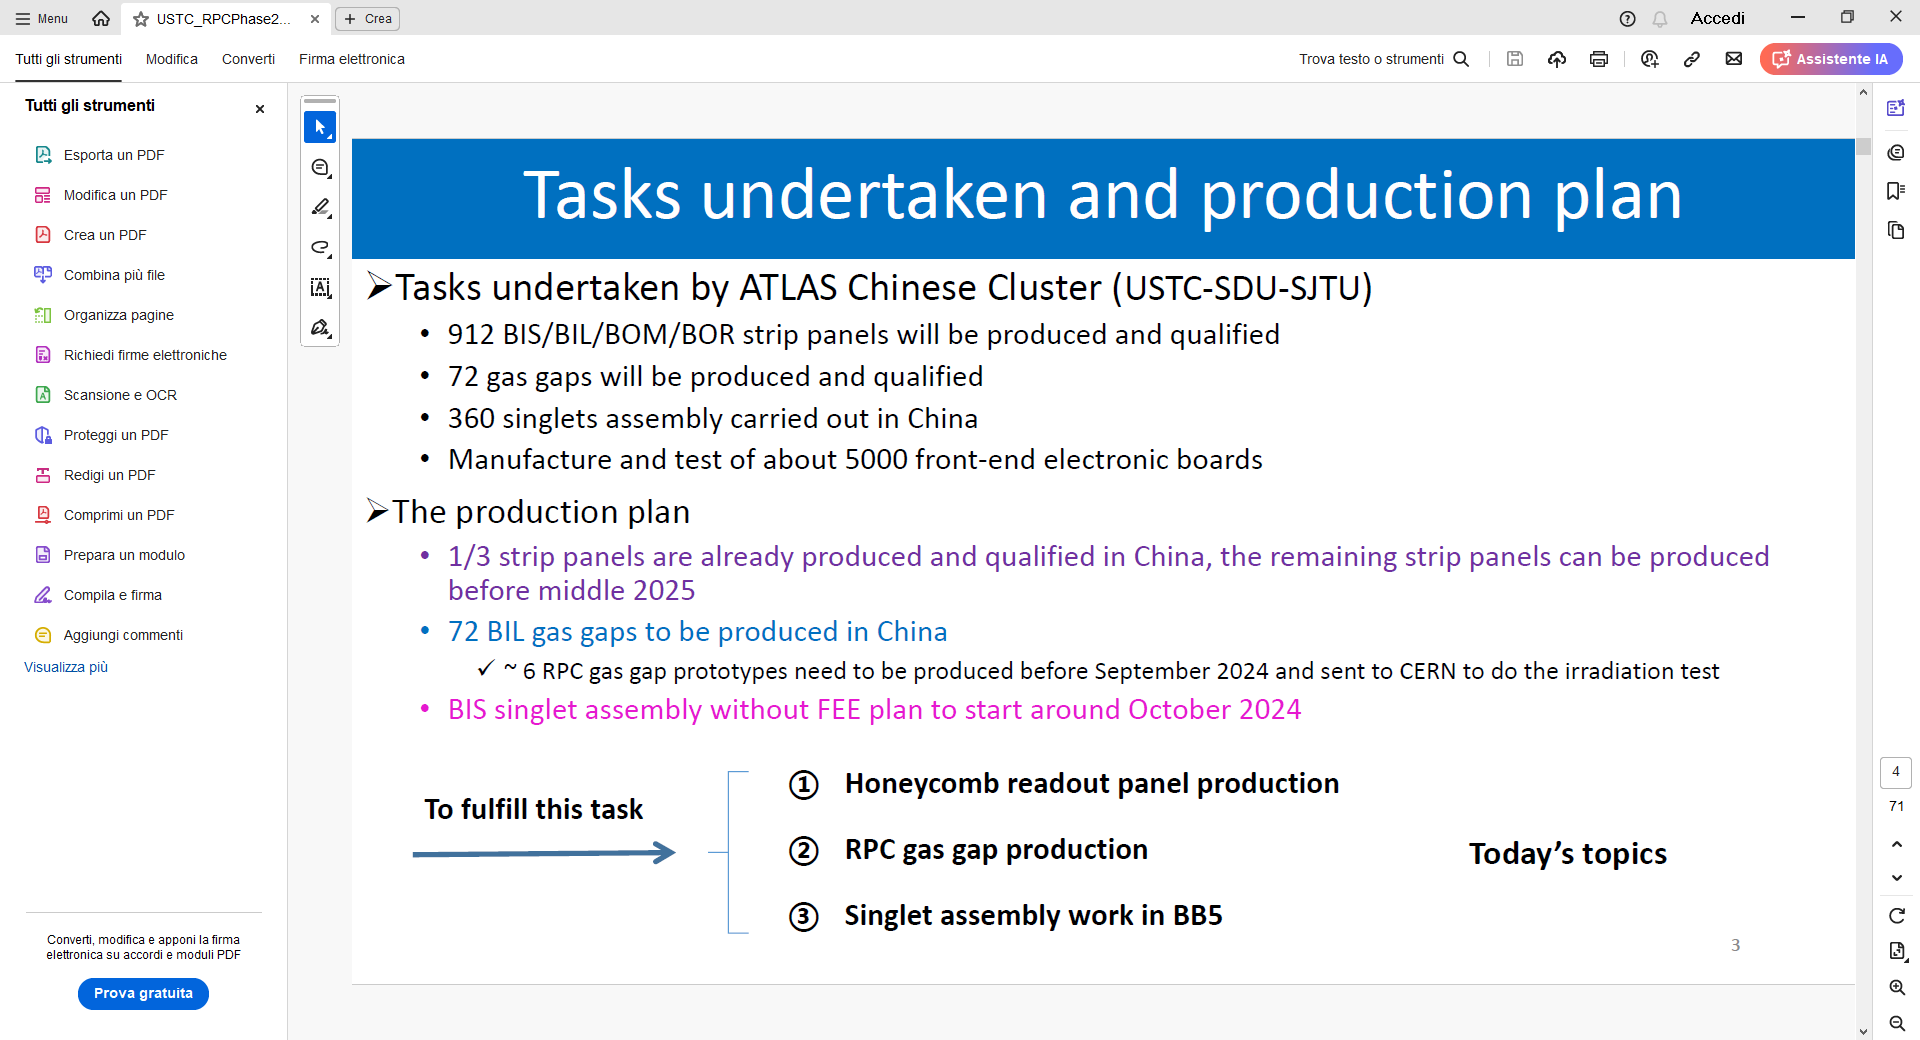 Menu
USTC_RPCPhase2...
Crea
Accedi
Tutti gli strumenti
Modifica
Converti
Firma elettronica
Trova testo o strumenti
Assistente IA
Tutti gli strumenti
Esporta un PDF
Modifica un PDF
Crea un PDF
Combina più file
Organizza pagine
Richiedi firme elettroniche
Scansione e OCR
Proteggi un PDF
Redigi un PDF
Comprimi un PDF
Prepara un modulo
Compila e firma
Aggiungi commenti
Visualizza più
Converti, modifica e apponi la firma
elettronica su accordi e moduli PDF
Prova gratuita
Tasks undertaken and production plan
➢Tasks undertaken by ATLAS Chinese Cluster (USTC-SDU-SJTU)
• 912 BIS/BIL/BOM/BOR strip panels will be produced and qualified
• 72 gas gaps will be produced and qualified
• 360 singlets assembly carried out in China
• Manufacture and test of about 5000 front-end electronic boards
➢The production plan
• 1/3 strip panels are already produced and qualified in China, the remaining strip panels can be produced
before middle 2025
• 72 BIL gas gaps to be produced in China
✓ ~ 6 RPC gas gap prototypes need to be produced before September 2024 and sent to CERN to do the irradiation test
• BIS singlet assembly without FEE plan to start around October 2024
To fulfill this task
① Honeycomb readout panel production
② RPC gas gap production
③ Singlet assembly work in BB5
Today’s topics
3
4
71